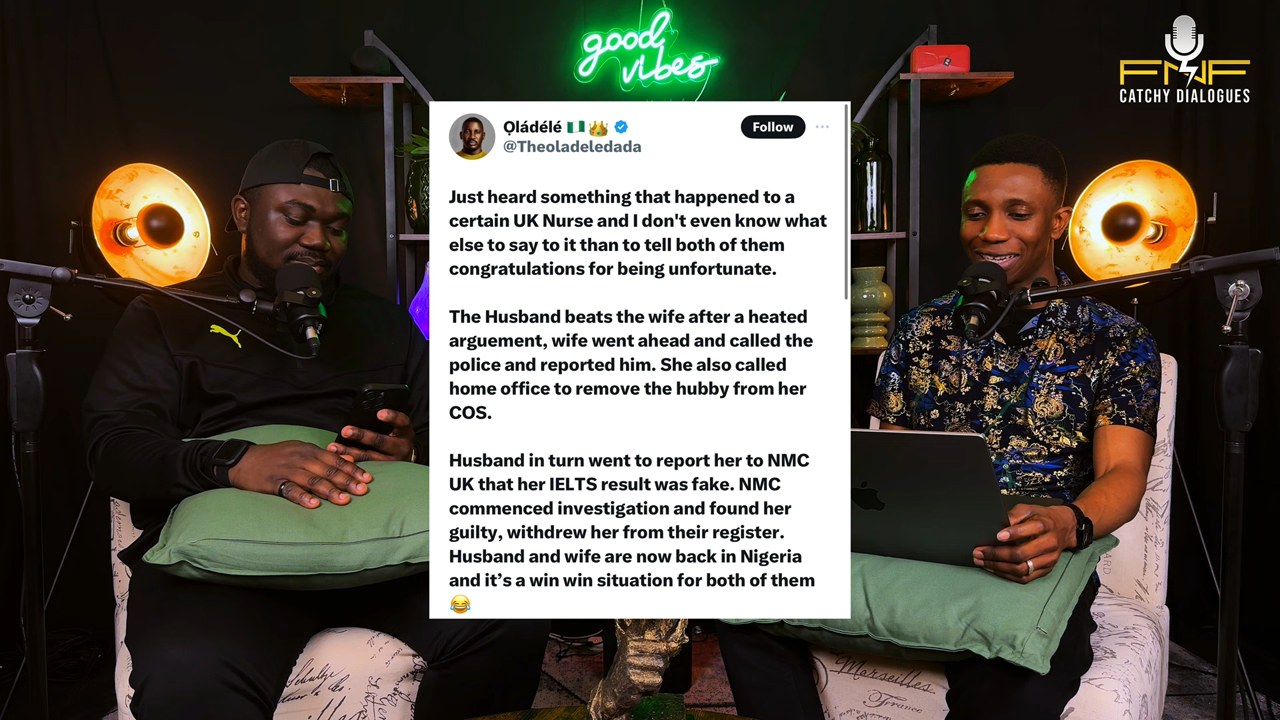 good
vibes
FNF
CATCHY DIALOGUES
Ọládélé 🇳🇬👑
@Theoladeledada
Follow
Just heard something that happened to a
certain UK Nurse and I don't even know what
else to say to it than to tell both of them
congratulations for being unfortunate.
The Husband beats the wife after a heated
arguement, wife went ahead and called the
police and reported him. She also called
home office to remove the hubby from her
COS.
Husband in turn went to report her to NMC
UK that her IELTS result was fake. NMC
commenced investigation and found her
guilty, withdrew her from their register.
Husband and wife are now back in Nigeria
and it's a win win situation for both of them
😂
Marseilles
France